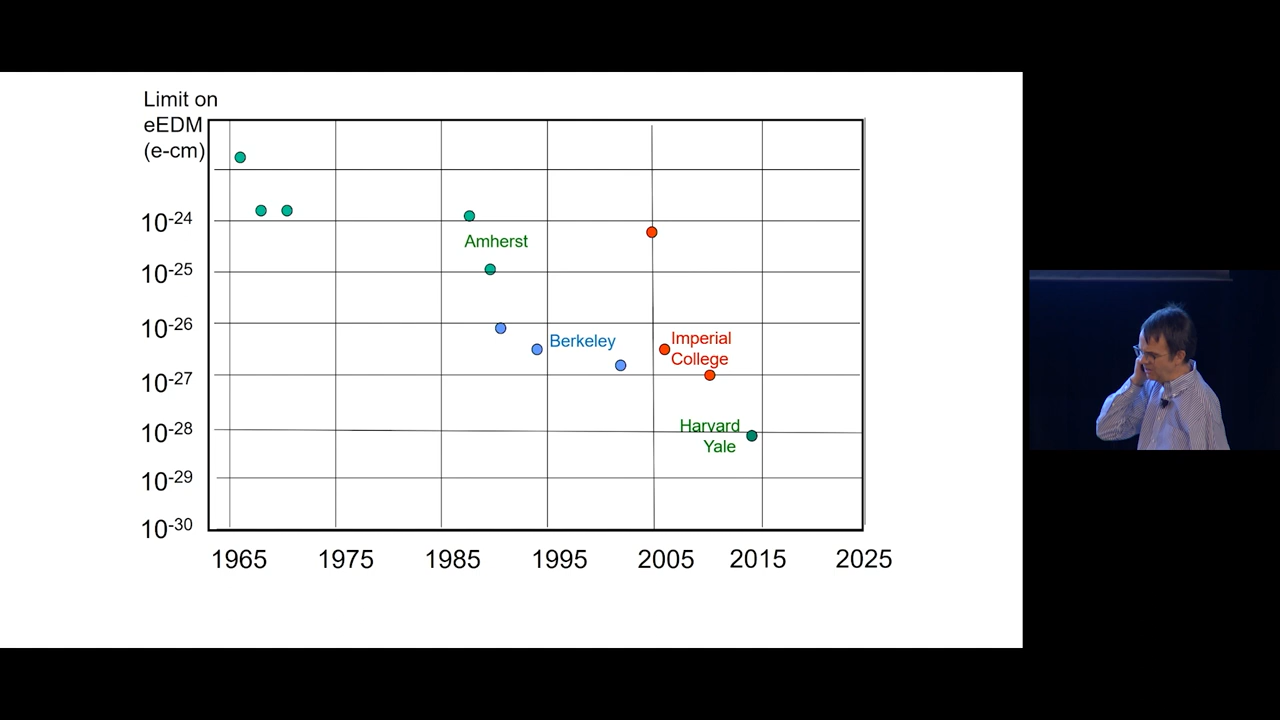 Limit on
eEDM
(e-cm)
10-24
Amherst
10-25
10-26
Berkeley
Imperial
College
10-27
Harvard
10-28
Yale
10-29
10-30
1965 1975 1985 1995 2005 2015 2025